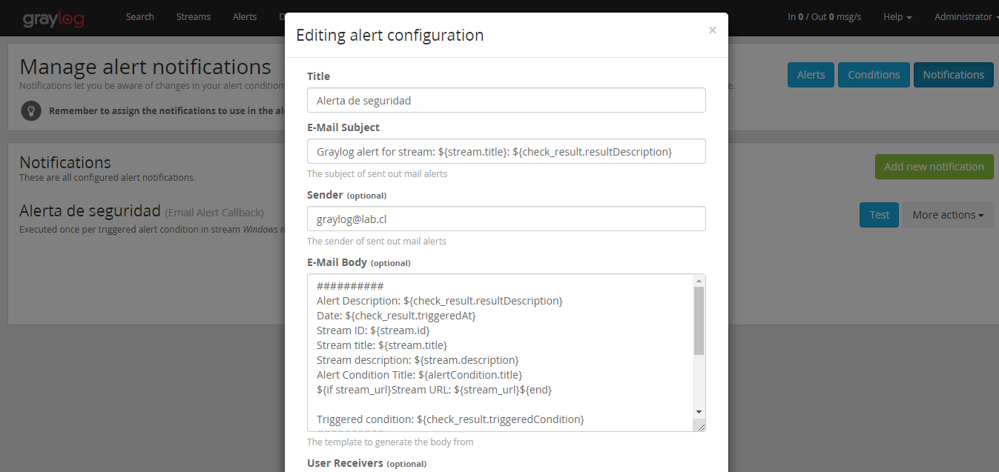 graylog
Search Streams Alerts D
In 0 / Out 0 msg/s Help Administrator
Editing alert configuration
×
Manage alert notifications
Notifications let you be aware of changes in your alert condition
e.
Remember to assign the notifications to use in the al
Alerts Conditions Notifications
Title
Alerta de seguridad
E-Mail Subject
Graylog alert for stream: ${stream.title}: ${check_result.resultDescription}
The subject of sent out mail alerts
Notifications
These are all configured alert notifications.
Add new notification
Sender (optional)
graylog@lab.cl
The sender of sent out mail alerts
Alerta de seguridad (Email Alert Callback)
Executed once per triggered alert condition in stream Windows
Test More actions
E-Mail Body (optional)
##########
Alert Description: ${check_result.resultDescription}
Date: ${check_result.triggeredAt}
Stream ID: ${stream.id}
Stream title: ${stream.title}
Stream description: ${stream.description}
Alert Condition Title: ${alertCondition.title}
${if stream_url}Stream URL: ${stream_url}${end}
Triggered condition: ${check_result.triggeredCondition}
The template to generate the body from
User Receivers (optional)